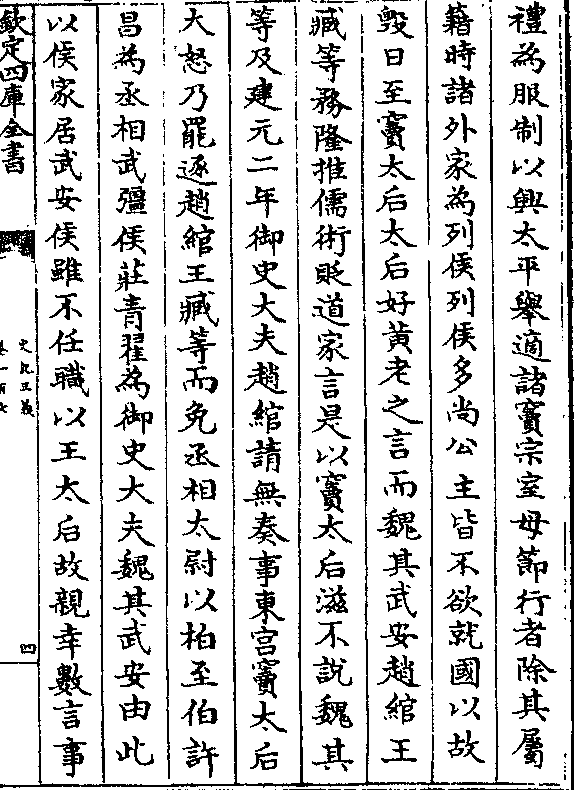 禮為服制以興太平舉適諸竇宗室毋節行者除其屬
籍時諸外家為列侯列侯多尚公主皆不欲就國以故
毀日至竇太后太后好黃老之言而魏其武安趙綰王
臧等務隆推儒術貶道家言是以竇太后滋不說魏其
等及建元二年御史大夫趙綰請無奏事東宮竇太后
大怒乃罷逐趙綰王臧等而免丞相太尉以柏至伯許
昌為丞相武彊侯莊青翟為御史大夫魏其武安由此
以侯家居武安侯雖不任職以王太后故親幸數言事
欽定四庫全書
史記正義
卷一百七
四